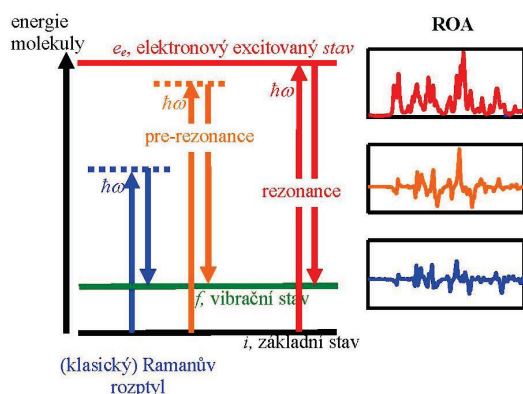 energie
molekuly
e_e, elektronový excitovaný stav
ħω
pre-rezonance
ħω
ħω
rezonance
f, vibrační stav
i, základní stav
(klasický) Ramanův
rozptyl
ROA